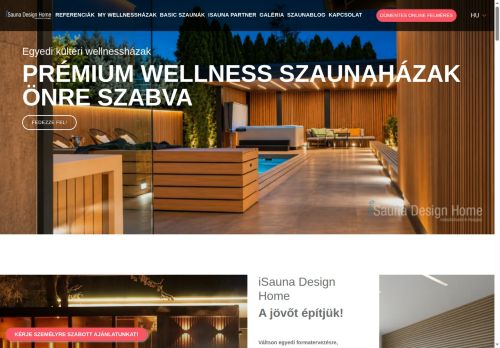 iSauna Design Home REFERENCIÁK MY WELLNESSHÁZAK BASIC SZAUNÁK ISAUNA PARTNER GALÉRIA SZAUNABLOG KAPCSOLAT DÍJMENTES ONLINE FELMÉRÉS HU
Egyedi kültéri wellnessházak
PRÉMIUM WELLNESS SZAUNAHÁZAK
ÖNRE SZABVA
FEDEZZE FEL!
iSauna Design Home
iSauna Design
Home
A jövőt építjük!
KÉRJE SZEMÉLYRE SZABOTT AJÁNLATUNKAT!
Váltson egyedi formatervezésre,